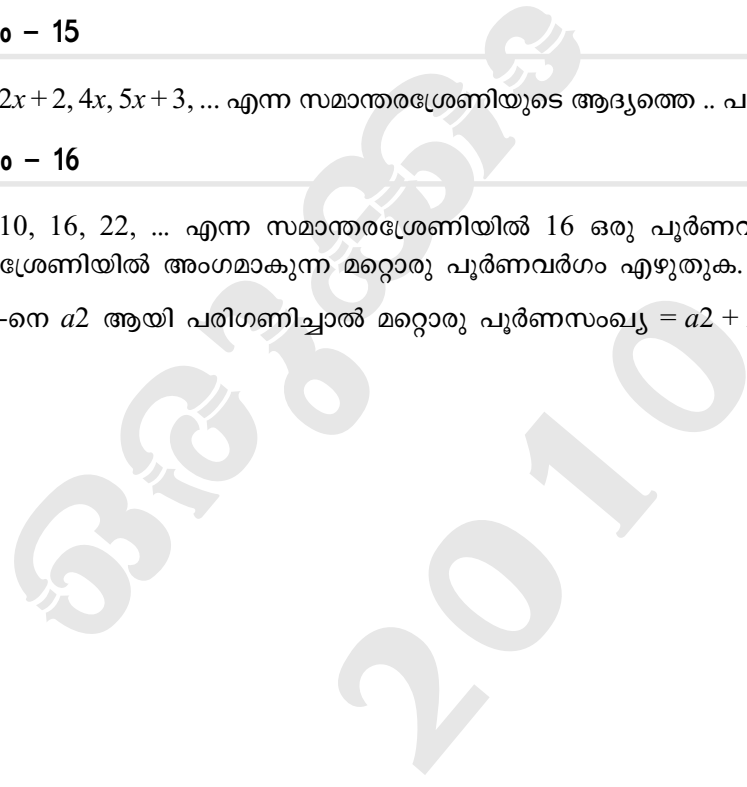 ം – 15
2x + 2, 4x, 5x + 3, ... എന്ന സമാന്തരശ്രേണിയുടെ ആദ്യത്തെ ..
ം – 16
10, 16, 22, ... എന്ന സമാന്തരശ്രേണിയിൽ 16 ഒരു
ശ്രേണിയിൽ അംഗമാകുന്ന മറ്റൊരു പൂർണവർഗം എഴുതുക.
-നെ a2 ആയി പരിഗണിച്ചാൽ മറ്റൊരു പൂർണസംഖ്യ = a2 +
2010